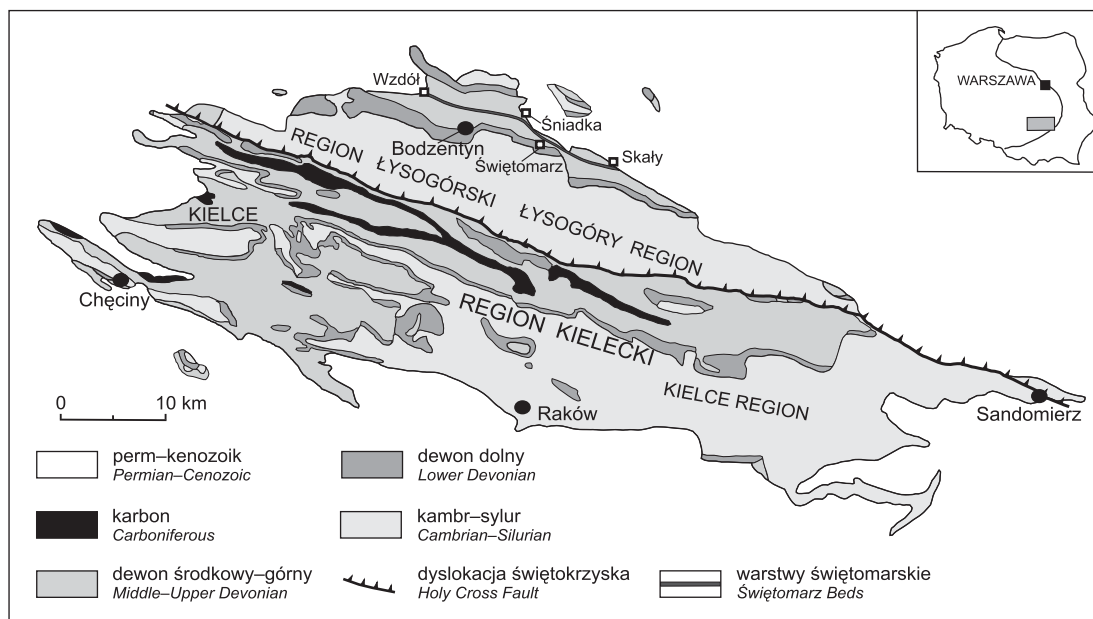 WARSZAWA
Wzdół
Śniadka
Bodzentyn
Świętomarz
Skały
REGION ŁYSOGÓRSKI
ŁYSOGÓRY REGION
KIELCE
Chęciny
REGION KIELECKI
KIELCE REGION
Raków
Sandomierz
0 10 km
perm–kenozoik
Permian–Cenozoic
dewon dolny
Lower Devonian
karbon
Carboniferous
kambr–sylur
Cambrian–Silurian
dewon środkowy–górny
Middle–Upper Devonian
dyslokacja świętokrzyska
Holy Cross Fault
warstwy świętomarskie
Świętomarz Beds